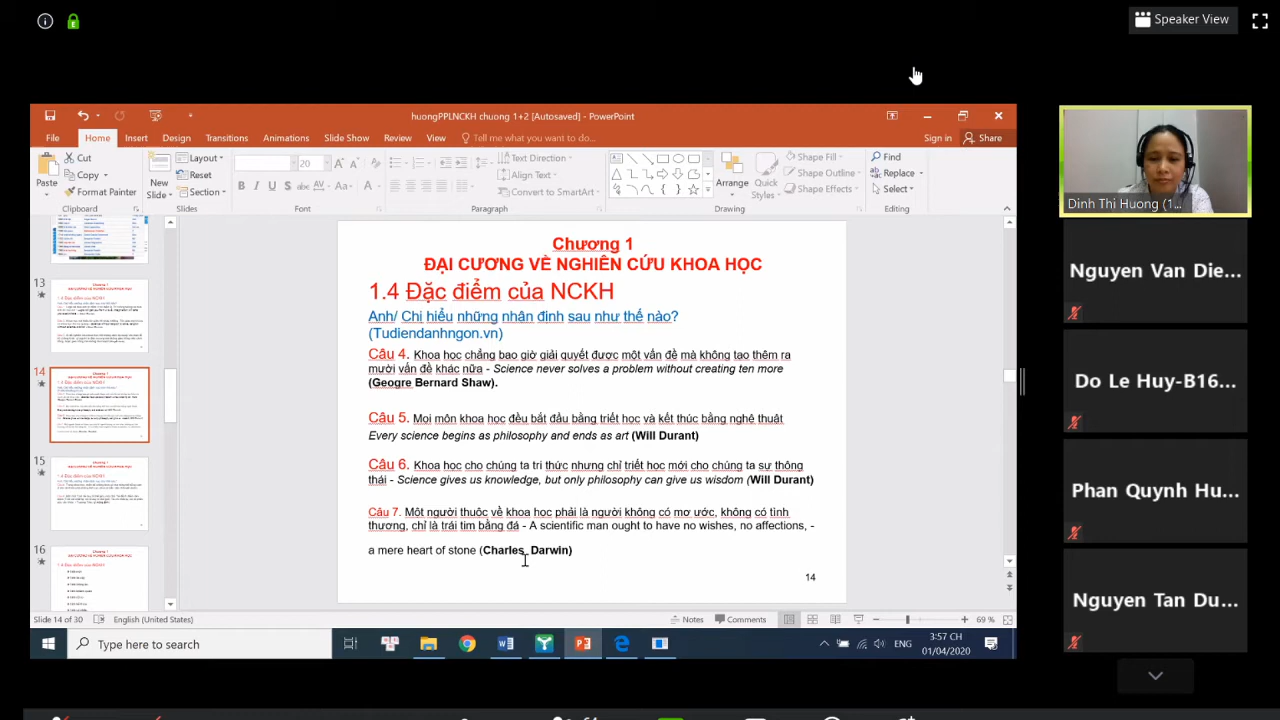 Speaker View
huongPPLNCKH chuong 1+2 [Autosaved] - PowerPoint
File Home Insert Design Transitions Animations Slide Show Review View Tell me what you want to do... Sign in Share
Paste Cut Copy Format Painter
Clipboard
New Slide Layout Reset Section
Slides
20
Font
Text Direction Align Text Convert to SmartArt
Paragraph
Arrange Quick Styles Shape Fill Shape Outline Shape Effects
Drawing
Find Replace Select
Editing
13
14
15
16
Chương 1
ĐẠI CƯƠNG VỀ NGHIÊN CỨU KHOA HỌC
1.4 Đặc điểm của NCKH
Anh/ Chị hiểu những nhận định sau như thế nào?
(Tudiendanhngon.vn)
Câu 4. Khoa học chẳng bao giờ giải quyết được một vấn đề mà không tạo thêm ra
mười vấn đề khác nữa - Science never solves a problem without creating ten more
(Geogre Bernard Shaw).
Câu 5. Mọi môn khoa học bắt đầu bằng triết học và kết thúc bằng nghệ thuật
Every science begins as philosophy and ends as art (Will Durant)
Câu 6. Khoa học cho chúng ta tri thức nhưng chỉ triết học mới cho chúng ta sự thông
thái - Science gives us knowledge, but only philosophy can give us wisdom (Will Durant)
Câu 7. Một người thuộc về khoa học phải là người không có mơ ước, không có tình
thương, chỉ là trái tim bằng đá - A scientific man ought to have no wishes, no affections, -
a mere heart of stone (Charles Darwin)
14
Slide 14 of 30 English (United States) Notes Comments 69 %
Type here to search
ENG
3:57 CH
01/04/2020
Dinh Thi Huong (1...
Nguyen Van Die...
Do Le Huy-B16...
Phan Quynh Hu...
Nguyen Tan Du...